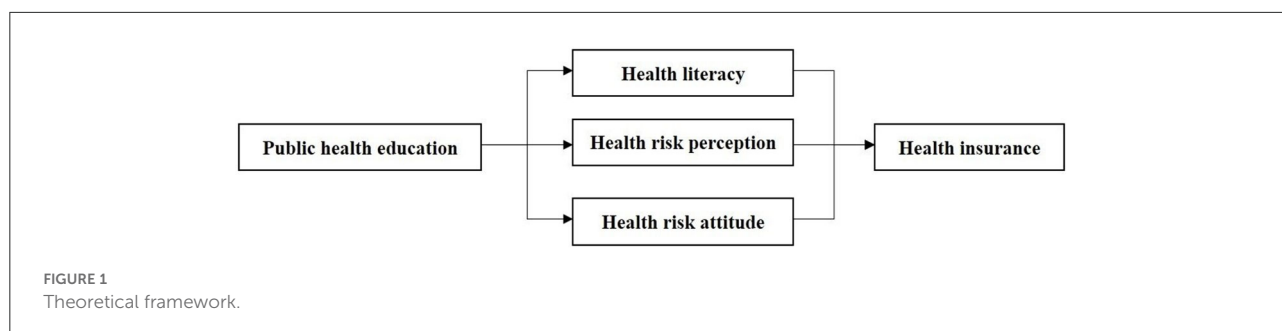 Health literacy
Public health education
Health risk perception
Health insurance
Health risk attitude
FIGURE 1
Theoretical framework.